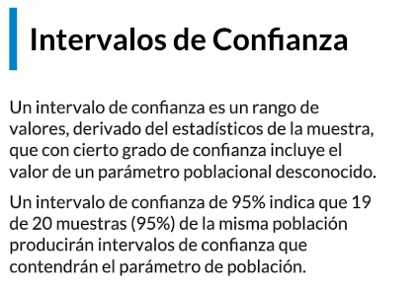 Intervalos de Confianza
Un intervalo de confianza es un rango de
valores, derivado del estadísticos de la muestra,
que con cierto grado de confianza incluye el
valor de un parámetro poblacional desconocido.
Un intervalo de confianza de 95% indica que 19
de 20 muestras (95%) de la misma población
producirán intervalos de confianza que
contendrán el parámetro de población.